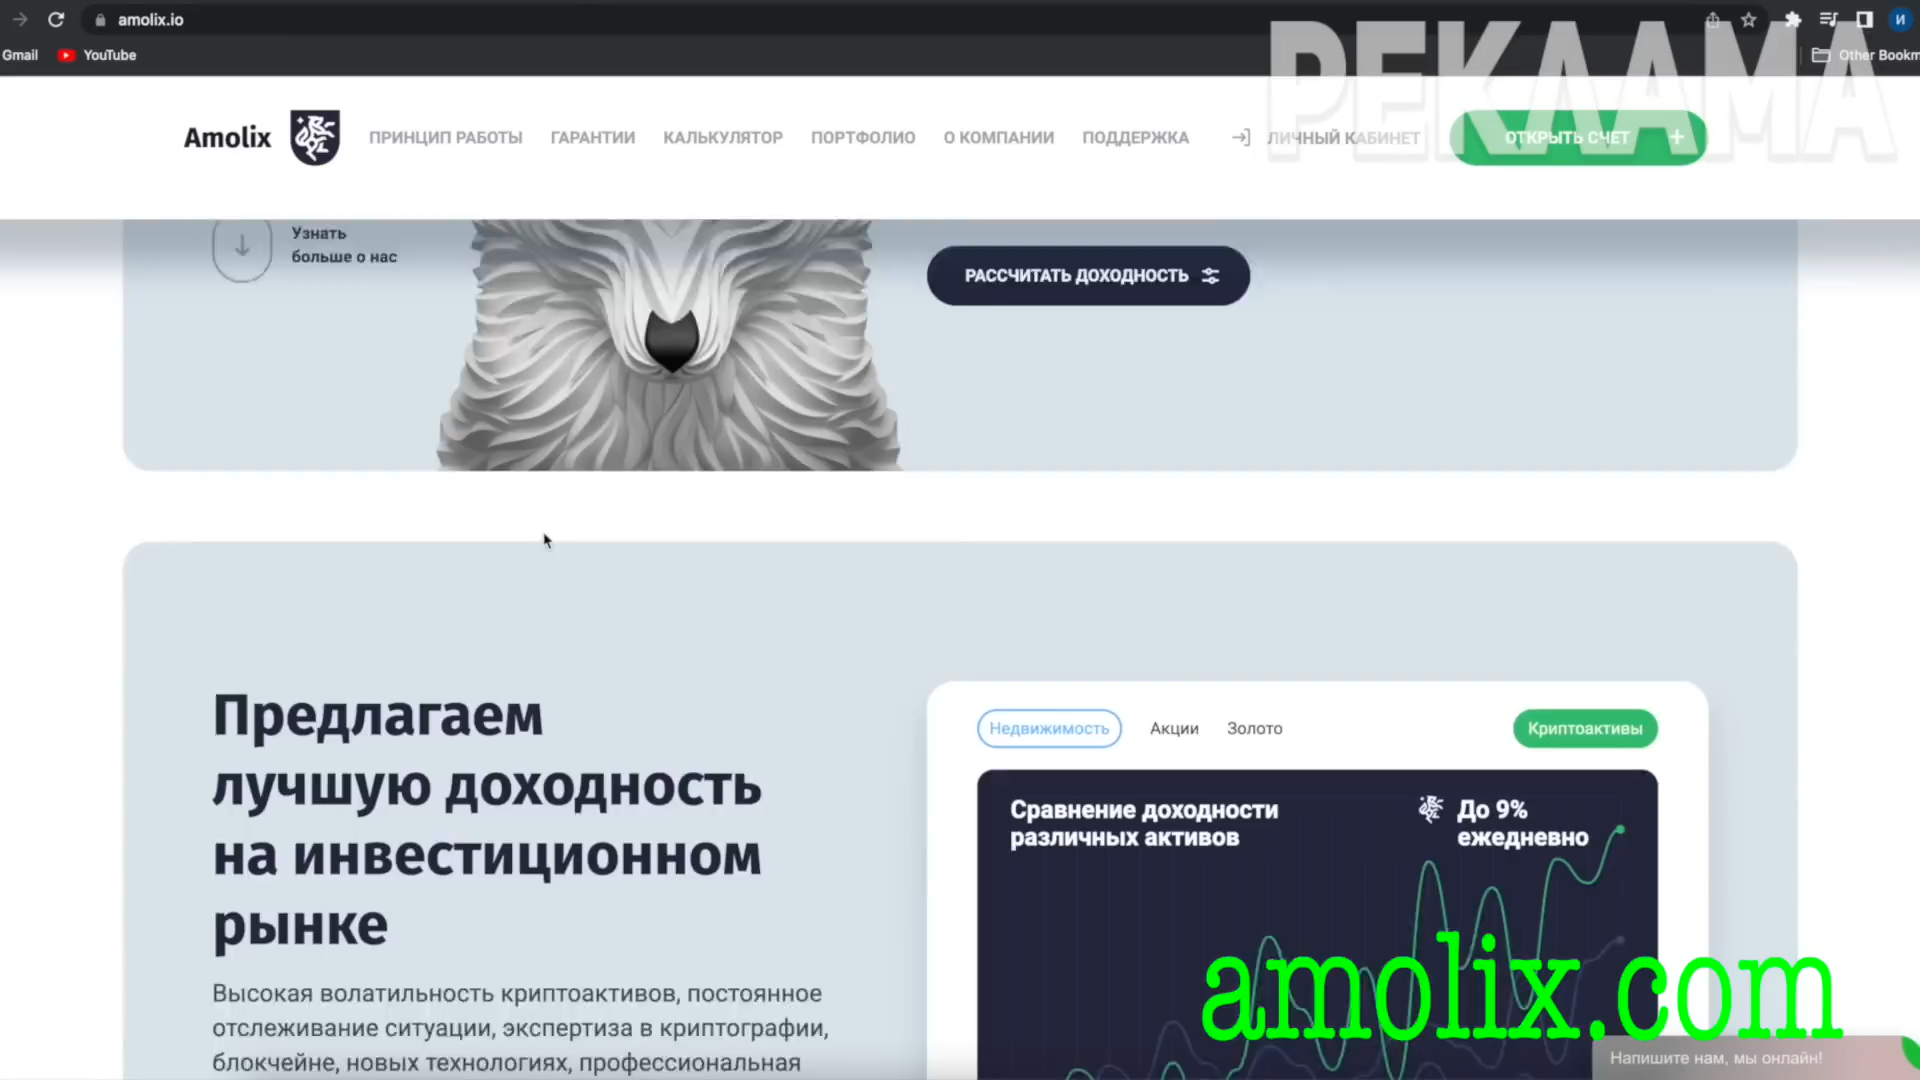 amolix.io
РЕКЛАМА
Gmail
YouTube
Other Bookm
Amolix
ПРИНЦИП РАБОТЫ
ГАРАНТИИ
КАЛЬКУЛЯТОР
ПОРТФОЛИО
О КОМПАНИИ
ПОДДЕРЖКА
ЛИЧНЫЙ КАБИНЕТ
ОТКРЫТЬ СЧЕТ
Узнать
больше о нас
РАССЧИТАТЬ ДОХОДНОСТЬ
Предлагаем
лучшую доходность
на инвестиционном
рынке
Высокая волатильность криптоактивов, постоянное
отслеживание ситуации, экспертиза в криптографии,
блокчейне, новых технологиях, профессиональная
Недвижимость
Акции
Золото
Криптоактивы
Сравнение доходности
различных активов
До 9%
ежедневно
amolix.com
Напишите нам, мы онлайн!